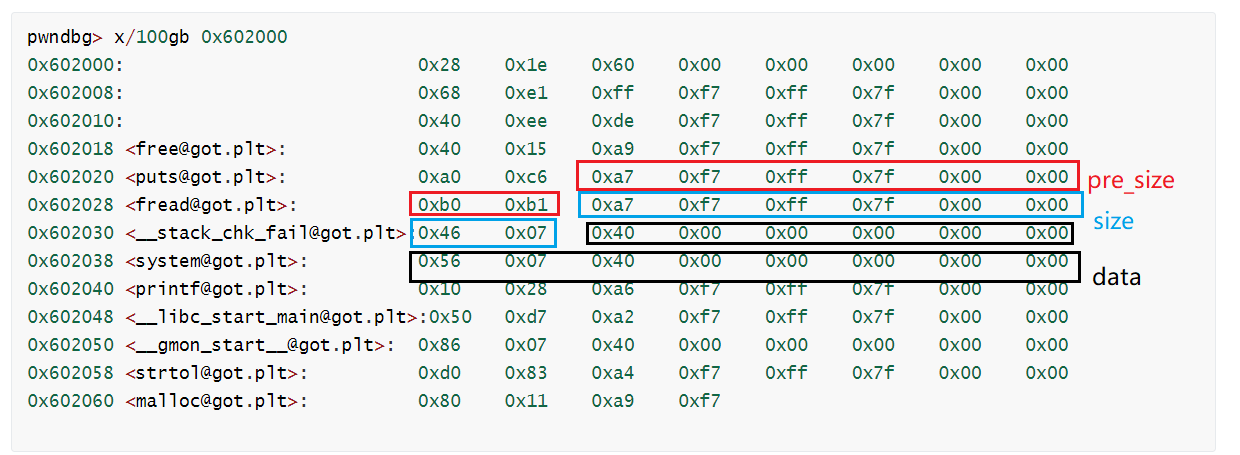 pwndbg> x/100gb 0x602000
0x602000: 0x28 0x1e 0x60 0x00 0x00 0x00 0x00 0x00
0x602008: 0x68 0xe1 0xff 0xf7 0xff 0x7f 0x00 0x00
0x602010: 0x40 0xee 0xde 0xf7 0xff 0x7f 0x00 0x00
0x602018 <free@got.plt>: 0x40 0x15 0xa9 0xf7 0xff 0x7f 0x00 0x00
0x602020 <puts@got.plt>: 0xa0 0xc6 0xa7 0xf7 0xff 0x7f 0x00 0x00 pre_size
0x602028 <fread@got.plt>: 0xb0 0xb1 0xa7 0xf7 0xff 0x7f 0x00 0x00 size
0x602030 <__stack_chk_fail@got.plt>: 0x46 0x07 0x40 0x00 0x00 0x00 0x00 0x00
0x602038 <system@got.plt>: 0x56 0x07 0x40 0x00 0x00 0x00 0x00 0x00 data
0x602040 <printf@got.plt>: 0x10 0x28 0xa6 0xf7 0xff 0x7f 0x00 0x00
0x602048 <__libc_start_main@got.plt>:0x50 0xd7 0xa2 0xf7 0xff 0x7f 0x00 0x00
0x602050 <__gmon_start__@got.plt>: 0x86 0x07 0x40 0x00 0x00 0x00 0x00 0x00
0x602058 <strtol@got.plt>: 0xd0 0x83 0xa4 0xf7 0xff 0x7f 0x00 0x00
0x602060 <malloc@got.plt>: 0x80 0x11 0xa9 0xf7